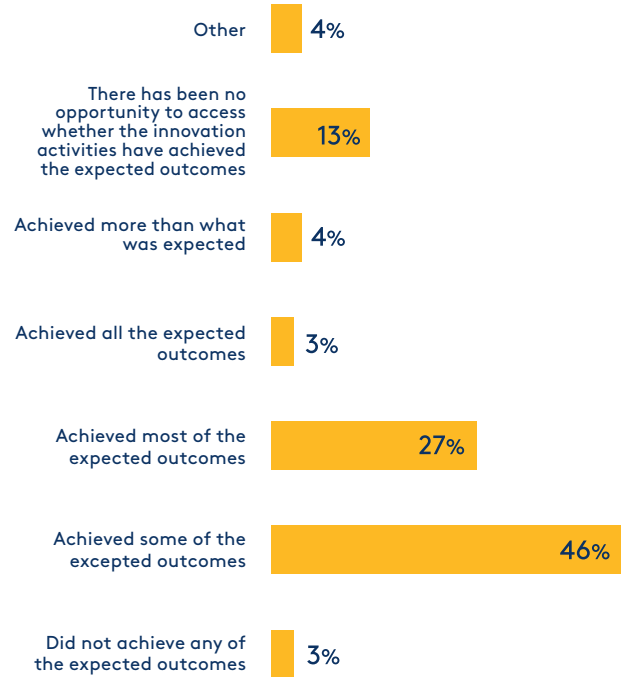 Other
4%
There has been no
opportunity to access
whether the innovation
activities have achieved
the expected outcomes
13%
Achieved more than what
was expected
4%
Achieved all the expected
outcomes
3%
Achieved most of the
expected outcomes
27%
Achieved some of the
excepted outcomes
46%
Did not achieve any of
the expected outcomes
3%